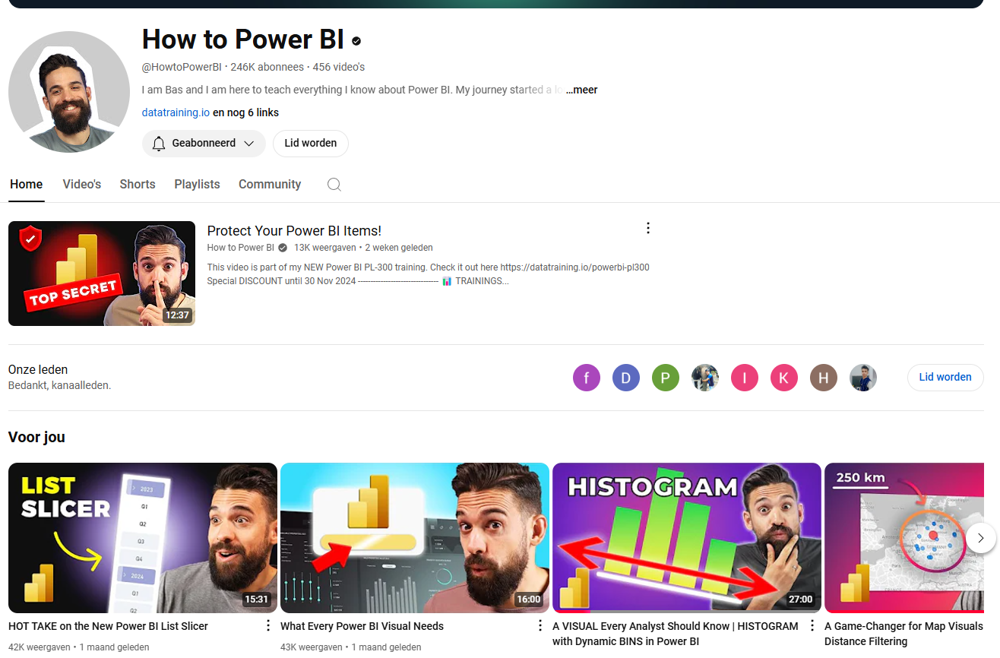 How to Power BI
@HowtoPowerBI · 246K abonnees · 456 video's
I am Bas and I am here to teach everything I know about Power BI. My journey started a lo ...meer
datatraining.io en nog 6 links
Geabonneerd
Lid worden
Home Video's Shorts Playlists Community
TOP SECRET
12:37
Protect Your Power BI Items!
How to Power BI 13K weergaven • 2 weken geleden
This video is part of my NEW Power BI PL-300 training. Check it out here https://datatraining.io/powerbi-pl300
Special DISCOUNT until 30 Nov 2024 -------------------------------- TRAININGS...
Onze leden
Bedankt, kanaalleden.
f D P I K H
Lid worden
Voor jou
LIST
SLICER
2023
Q1
Q2
Q3
Q4
2024
Q1
Q2
15:31
16:00
HISTOGRAM
27:00
250 km
HOT TAKE on the New Power BI List Slicer
42K weergaven • 1 maand geleden
What Every Power BI Visual Needs
43K weergaven • 1 maand geleden
A VISUAL Every Analyst Should Know | HISTOGRAM
with Dynamic BINS in Power BI
A Game-Changer for Map Visuals
Distance Filtering